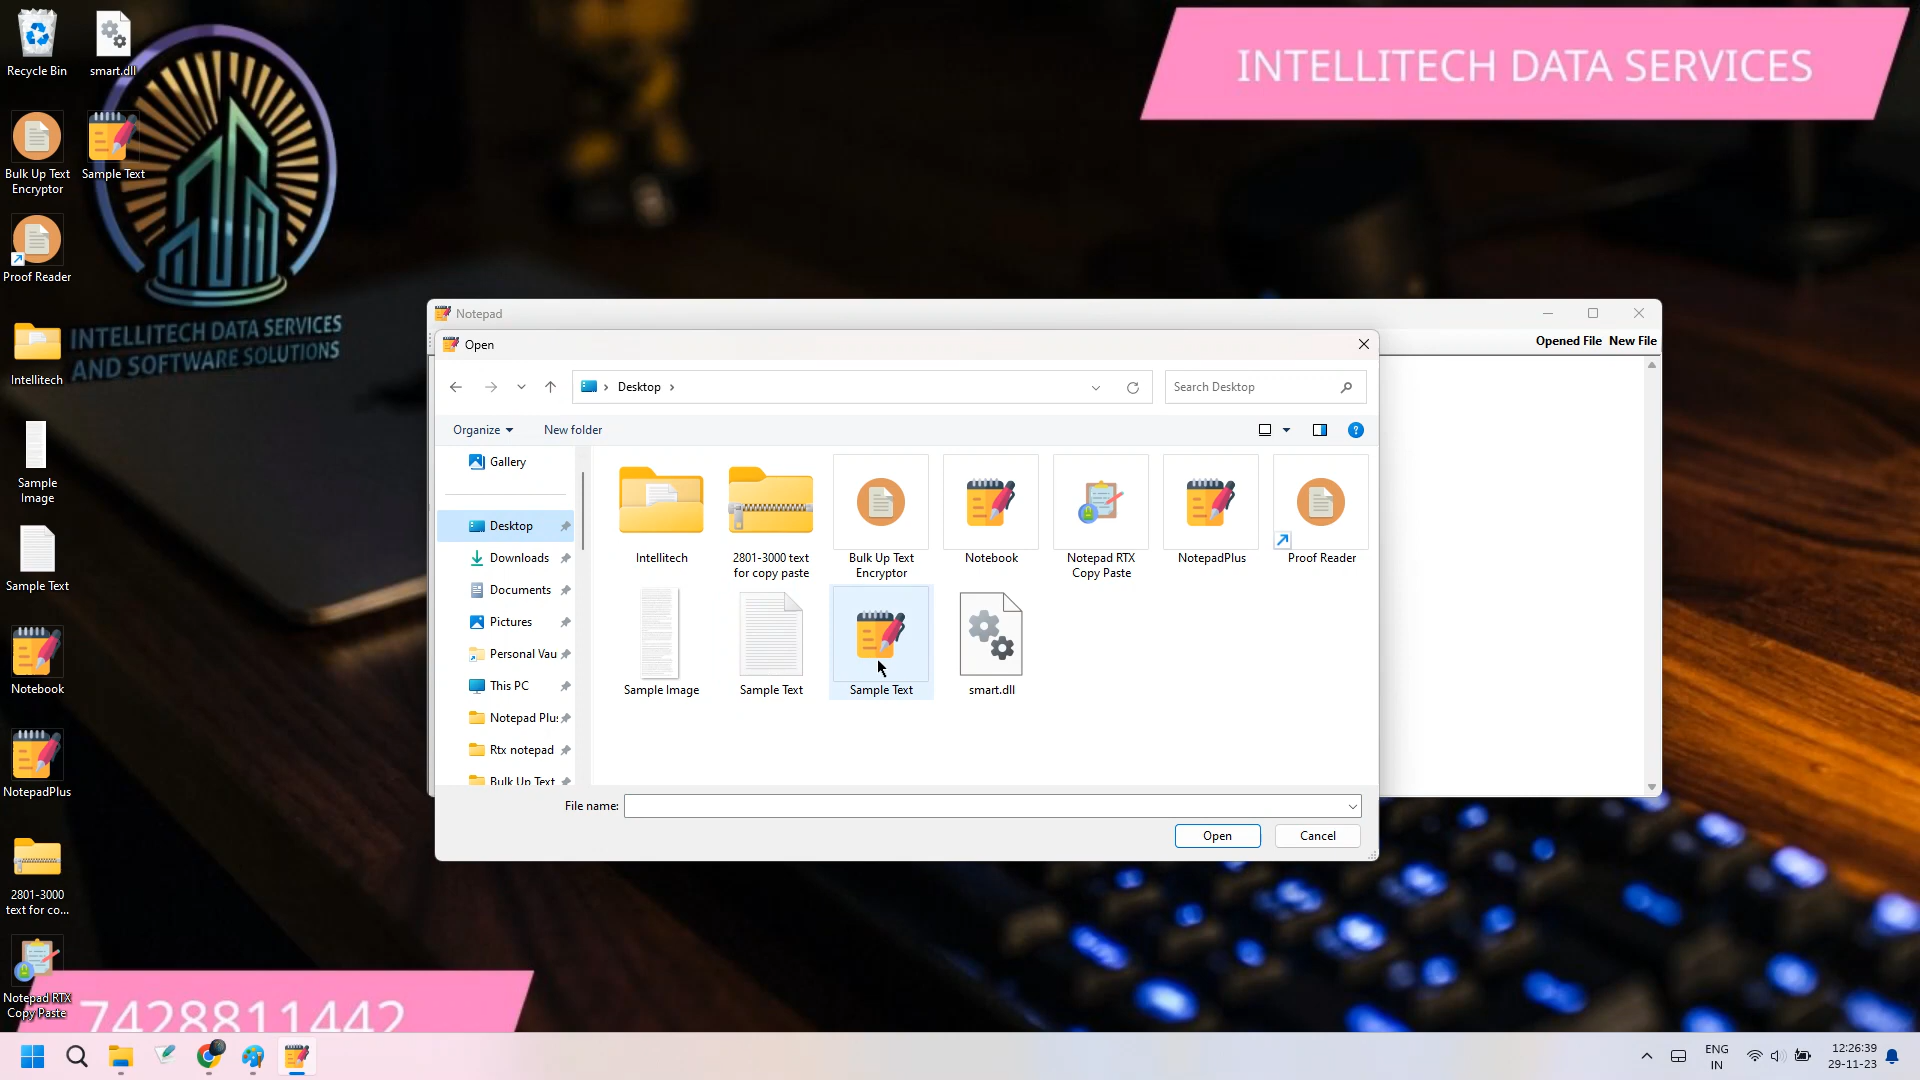 Recycle Bin
smart.dll
INTELLITECH DATA SERVICES
Bulk Up Text
Encryptor
Sample Text
Proof Reader
INTELLITECH DATA SERVICES
AND SOFTWARE SOLUTIONS
Intellitech
Sample
Image
Sample Text
Notebook
NotepadPlus
2801-3000
text for co...
Notepad RTX
Copy Paste
7428811442
Notepad
Opened File New File
Open
Desktop
Search Desktop
Organize
New folder
Gallery
Desktop
Downloads
Documents
Pictures
Personal Vau
This PC
Notepad Plu
Rtx notepad
Bulk Up Text
Intellitech
2801-3000 text
for copy paste
Bulk Up Text
Encryptor
Notebook
Notepad RTX
Copy Paste
NotepadPlus
Proof Reader
Sample Image
Sample Text
Sample Text
smart.dll
File name:
Open
Cancel
ENG
IN
12:26:39
29-11-23